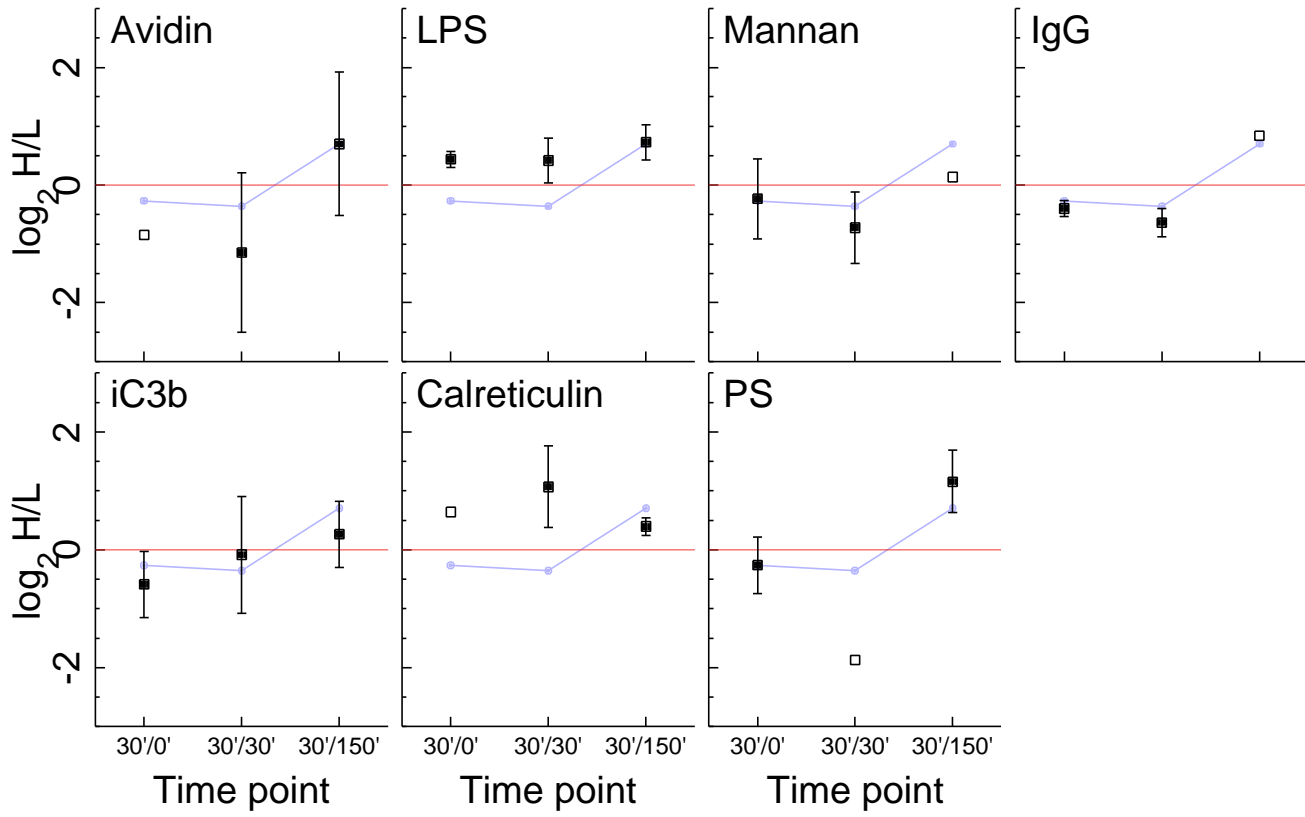 Avidin LPS Mannan IgG
2
0
-2
log2 H/L
iC3b Calreticulin PS
2
0
-2
log2 H/L
30'/0' 30'/30' 30'/150' 30'/0' 30'/30' 30'/150' 30'/0' 30'/30' 30'/150'
Time point Time point Time point